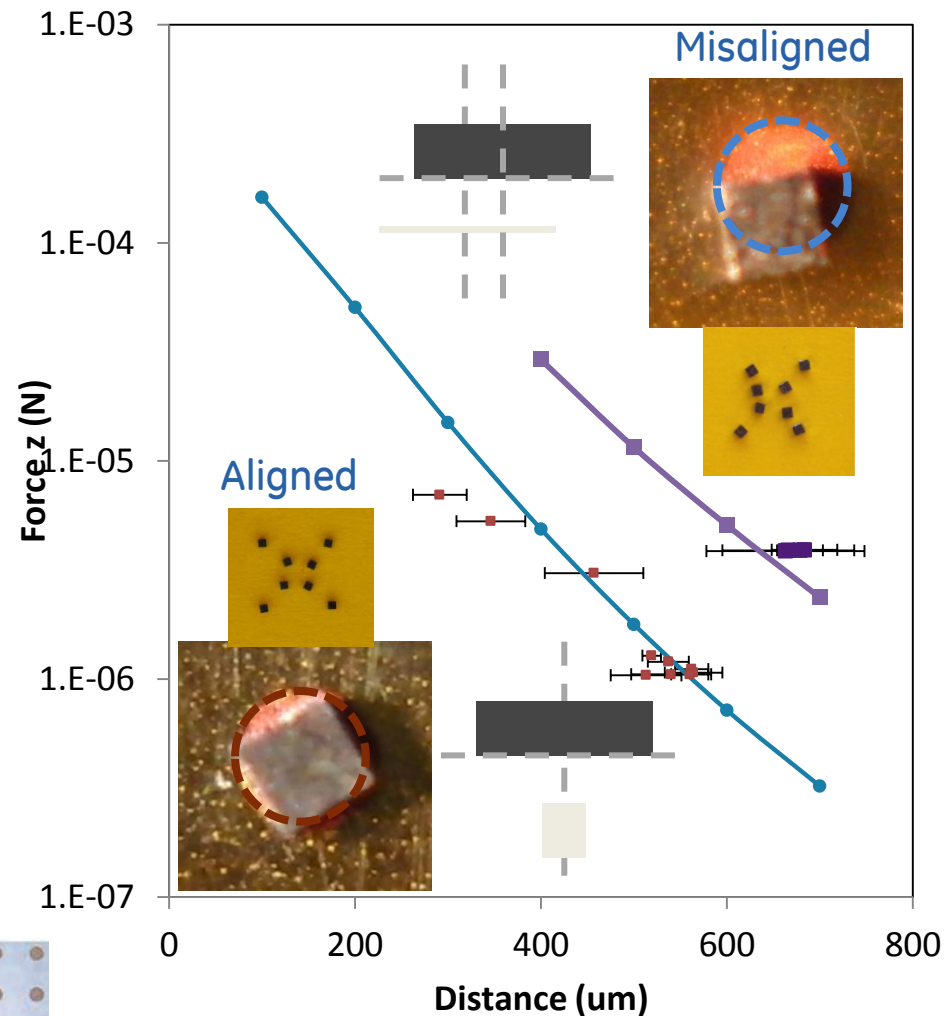 1.E-03
Misaligned
1.E-04
Force,z (N)
1.E-05
Aligned
1.E-06
1.E-07
0 200 400 600 800
Distance (um)